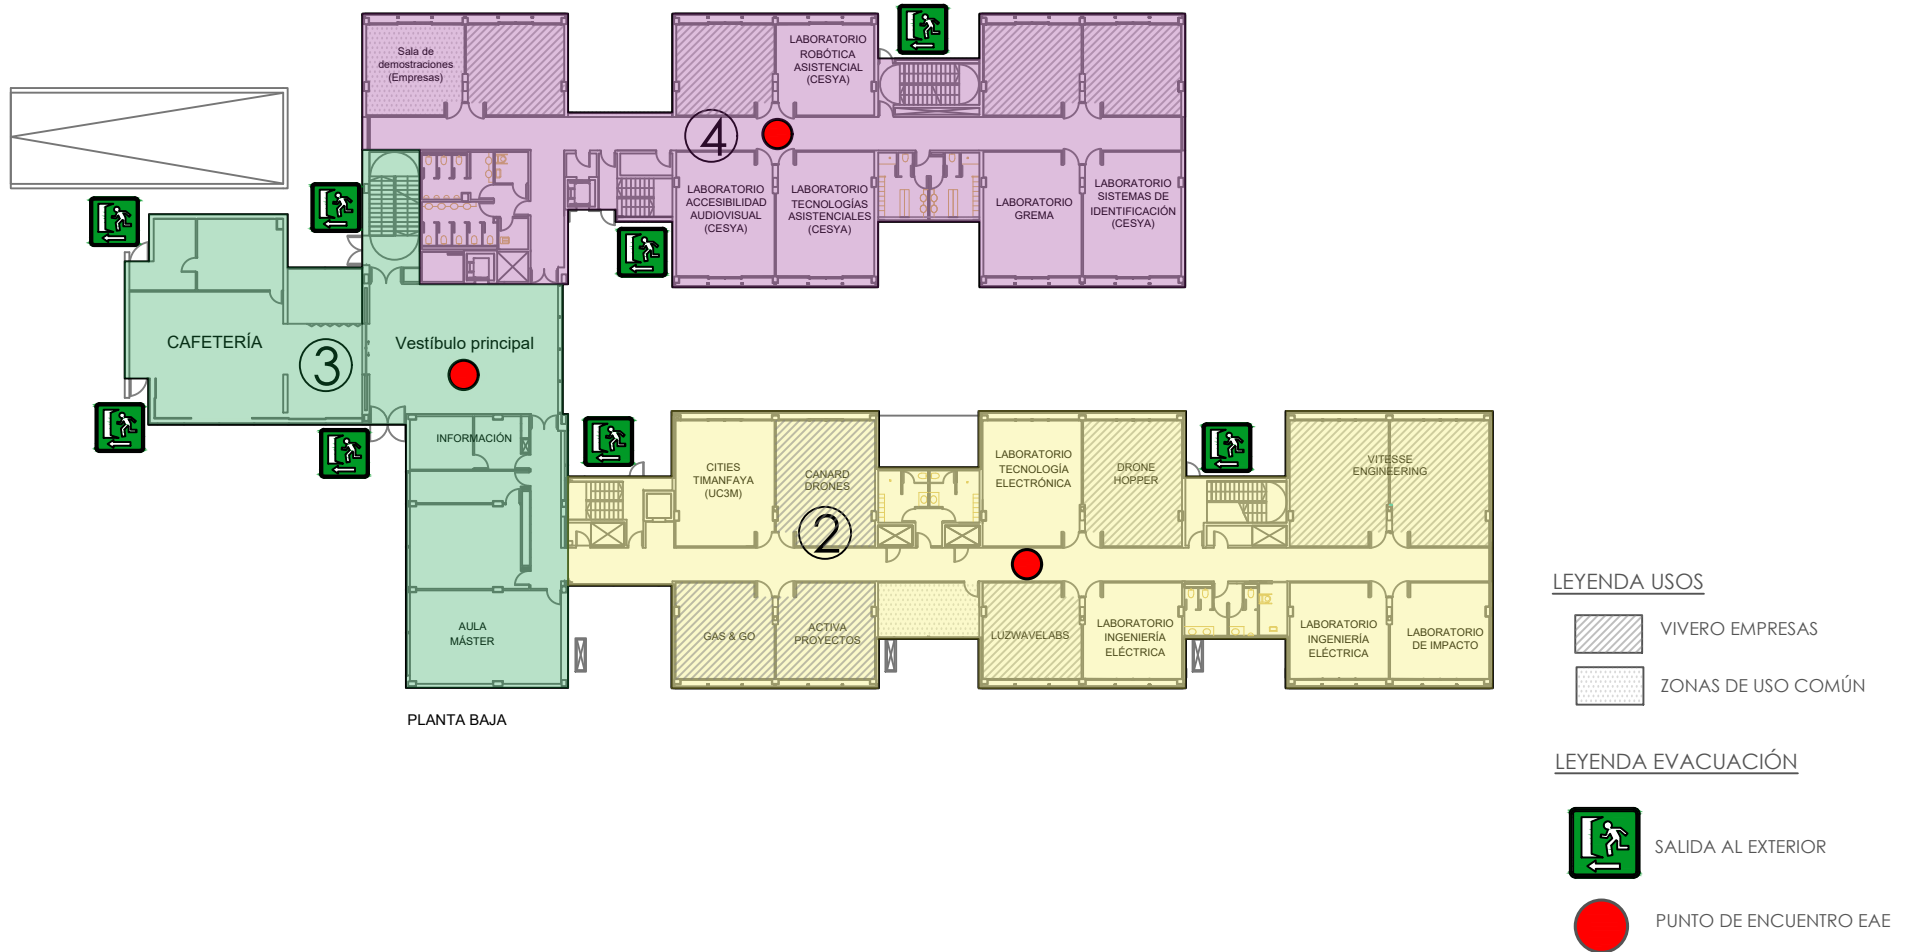 Sala de
demostraciones
(Empresas)
LABORATORIO
ROBÓTICA
ASISTENCIAL
(CESYA)
4
LABORATORIO
ACCESIBILIDAD
AUDIOVISUAL
(CESYA)
LABORATORIO
TECNOLOGÍAS
ASISTENCIALES
(CESYA)
LABORATORIO
GREMA
LABORATORIO
SISTEMAS DE
IDENTIFICACIÓN
(CESYA)
CAFETERÍA
3
Vestíbulo principal
INFORMACIÓN
AULA
MÁSTER
CITIES
TIMANFAYA
(UC3M)
CANARD
DRONES
2
LABORATORIO
TECNOLOGÍA
ELECTRÓNICA
DRONE
HOPPER
VITESSE
ENGINEERING
GAS & GO
ACTIVA
PROYECTOS
LUZWAVELABS
LABORATORIO
INGENIERÍA
ELÉCTRICA
LABORATORIO
INGENIERÍA
ELÉCTRICA
LABORATORIO
DE IMPACTO
PLANTA BAJA
LEYENDA USOS
VIVERO EMPRESAS
ZONAS DE USO COMÚN
LEYENDA EVACUACIÓN
SALIDA AL EXTERIOR
PUNTO DE ENCUENTRO EAE